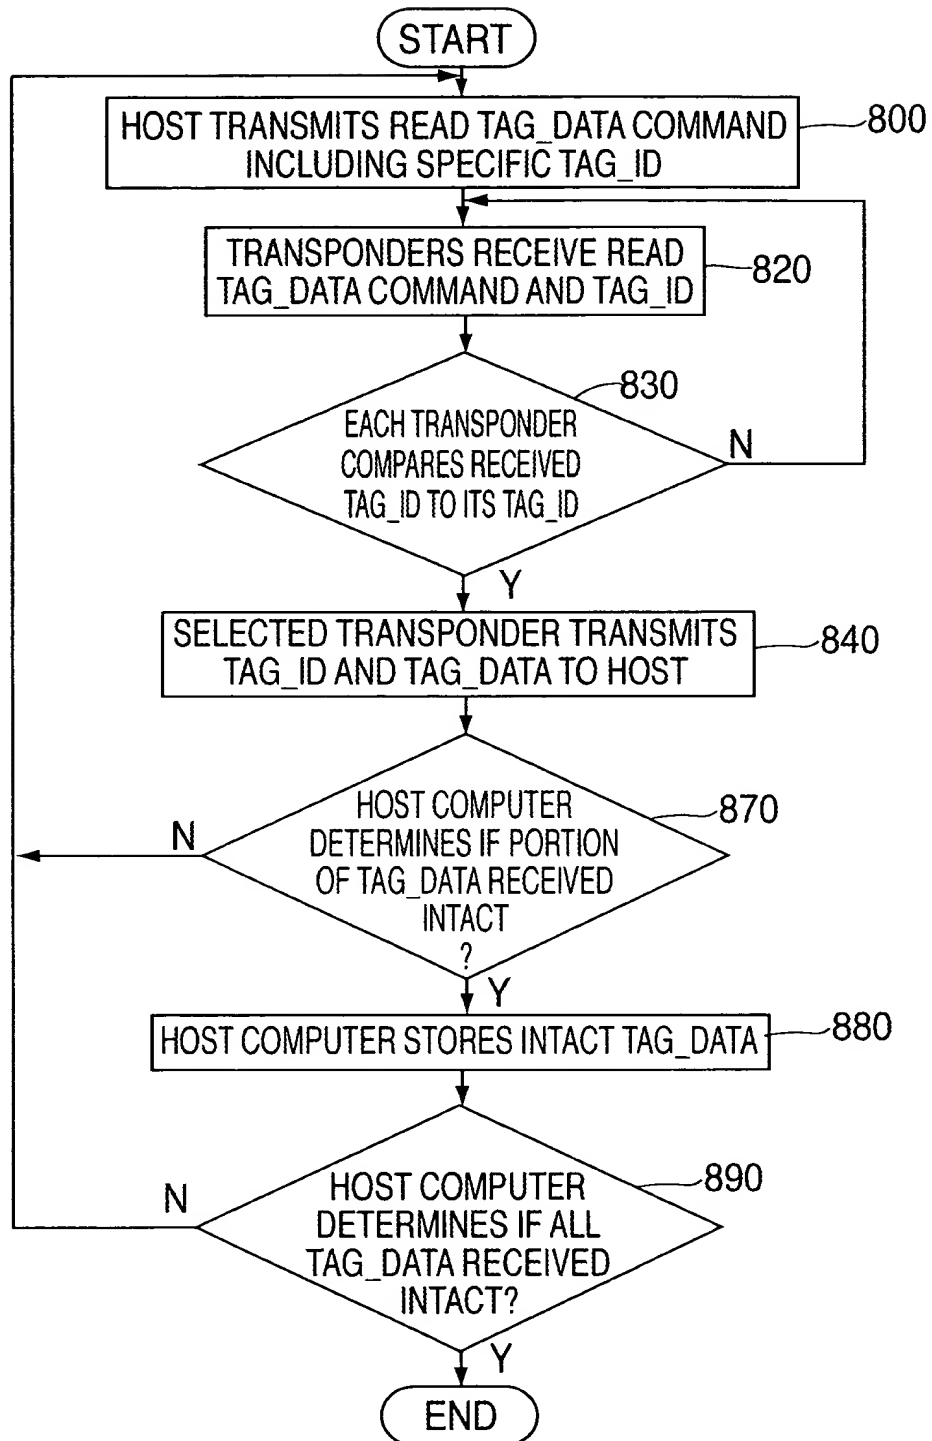 START
HOST TRANSMITS READ TAG_DATA COMMAND
INCLUDING SPECIFIC TAG_ID
800
TRANSPONDERS RECEIVE READ
TAG_DATA COMMAND AND TAG_ID
820
830
EACH TRANSPONDER
COMPARES RECEIVED
TAG_ID TO ITS TAG_ID
N
Y
SELECTED TRANSPONDER TRANSMITS
TAG_ID AND TAG_DATA TO HOST
840
HOST COMPUTER
DETERMINES IF PORTION
OF TAG_DATA RECEIVED
INTACT
?
870
N
Y
HOST COMPUTER STORES INTACT TAG_DATA
880
HOST COMPUTER
DETERMINES IF ALL
TAG_DATA RECEIVED
INTACT?
890
N
Y
END